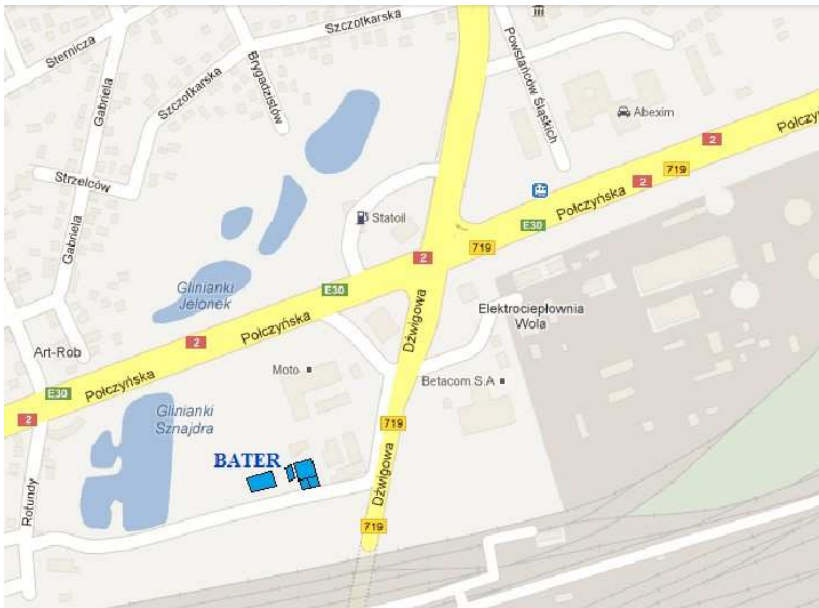 Szczotkarska
Sternicza
Powstańców Śląskich
Brygadzistów
Gabriela
Szczotkarska
Albexim
Połczy
2
2
719
Strzelców
Połczyńska
Statoil
E30
719
Gabriela
2
Glinianki
Jelonek
E30
Elektrociepłownia
Wola
Połczyńska
Dźwigowa
2
Art-Rob
Moto
Betacom S.A
Połczyńska
E30
Glinianki
Sznajdra
2
719
BATER
Dźwigowa
Rotundy
719